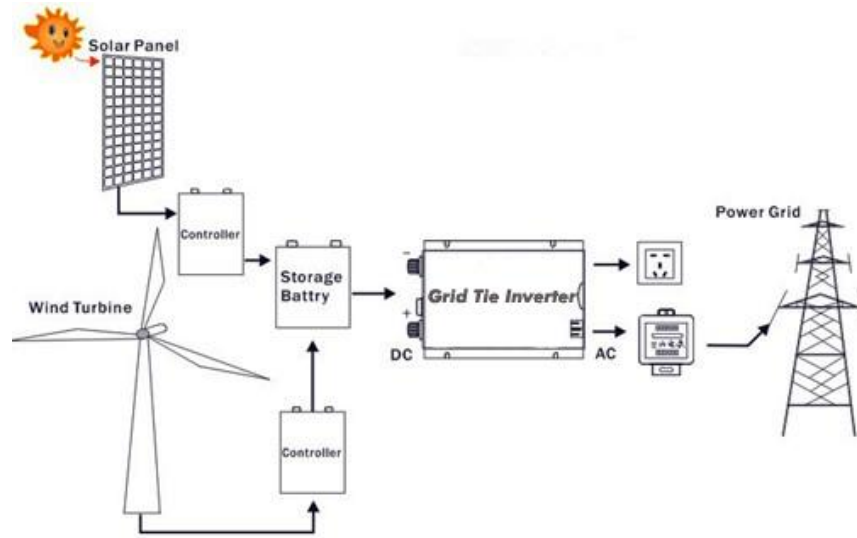 Solar Panel
Power Grid
Controller
Wind Turbine
Storage
Battry
-
Grid Tie Inverter
+
DC
AC
Controller